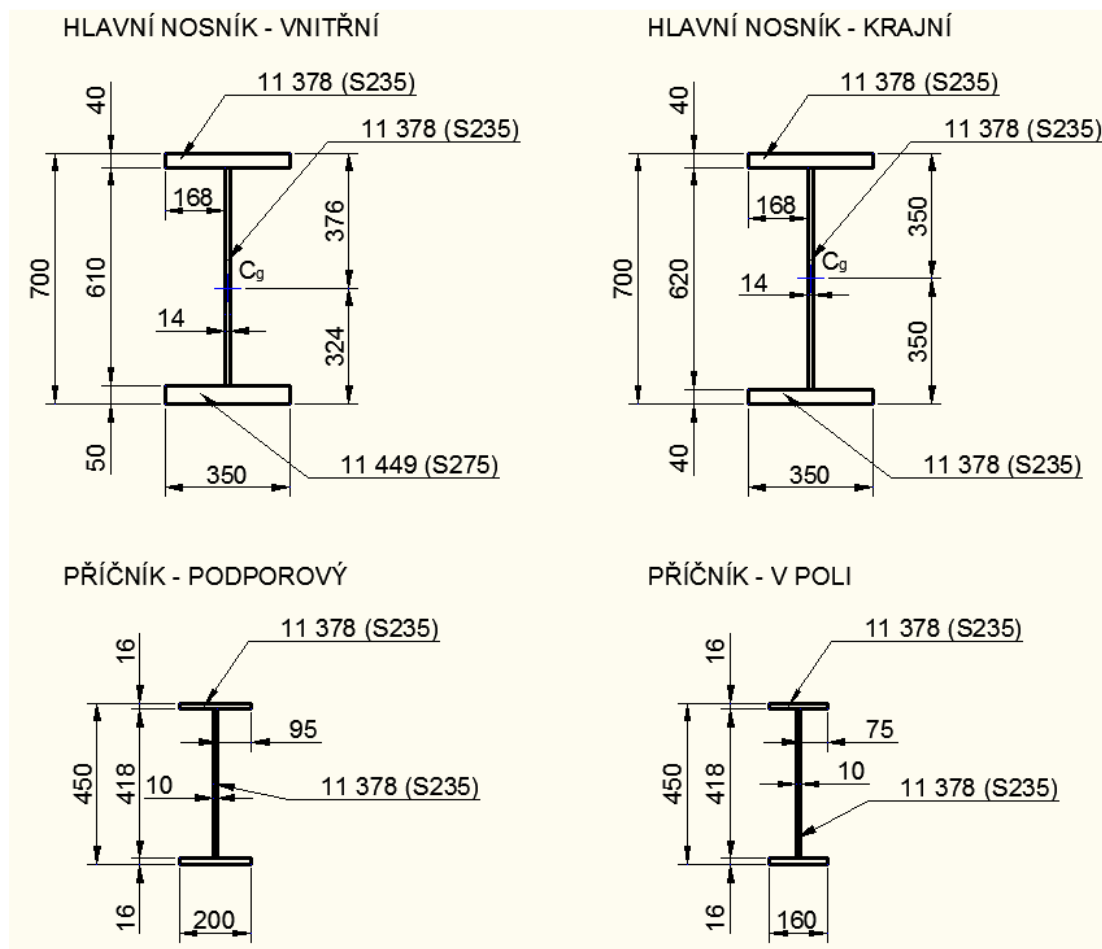 HLAVNÍ NOSNÍK - VNITŘNÍ
40
11 378 (S235)
11 378 (S235)
168
376
700
610
Cg
14
324
50
350
11 449 (S275)
HLAVNÍ NOSNÍK - KRAJNÍ
40
11 378 (S235)
11 378 (S235)
168
350
700
620
Cg
14
350
40
350
11 378 (S235)
PŘÍČNÍK - PODPOROVÝ
16
11 378 (S235)
95
450
418
10
11 378 (S235)
16
200
PŘÍČNÍK - V POLI
16
11 378 (S235)
75
450
418
10
11 378 (S235)
16
160